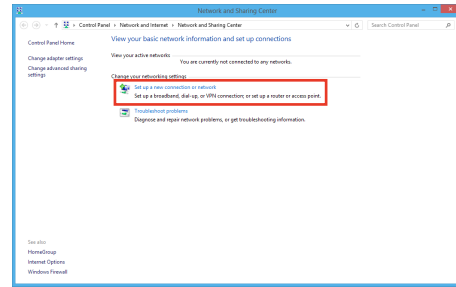 Network and Sharing Center
Control Panel ▸ Network and Internet ▸ Network and Sharing Center
Search Control Panel
Control Panel Home
Change adapter settings
Change advanced sharing
settings
View your basic network information and set up connections
View your active networks
You are currently not connected to any networks.
Change your networking settings
Set up a new connection or network
Set up a broadband, dial-up, or VPN connection; or set up a router or access point.
Troubleshoot problems
Diagnose and repair network problems, or get troubleshooting information.
See also
HomeGroup
Internet Options
Windows Firewall